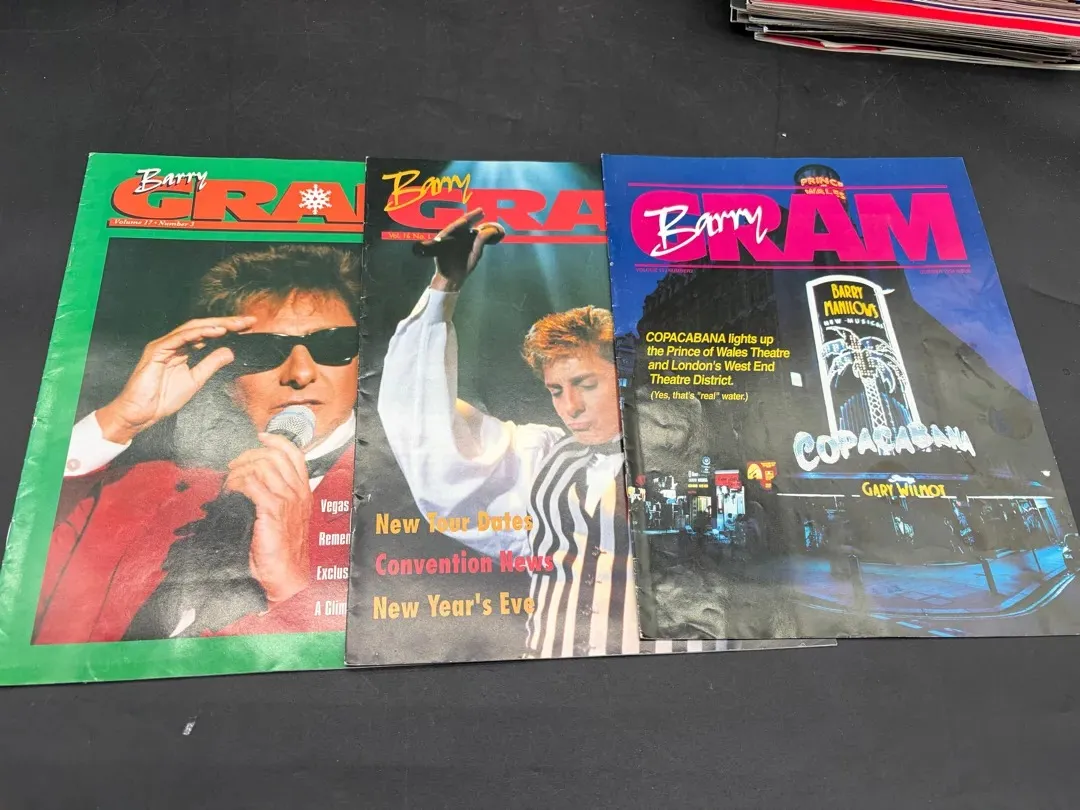 Barry
GRA
Volume 17 • Number 3
Vegas
Remen
Exclus
A Glim
Barry
GRA
New Tour Dates
Convention News
New Year's Eve
PRINCE
WALES
Barry
GRAM
COPACABANA lights up
the Prince of Wales Theatre
and London's West End
Theatre District.
(Yes, that's "real" water.)
BARRY
MANILOW'S
NEW MUSICAL
COPACABANA
GARY WILMOT